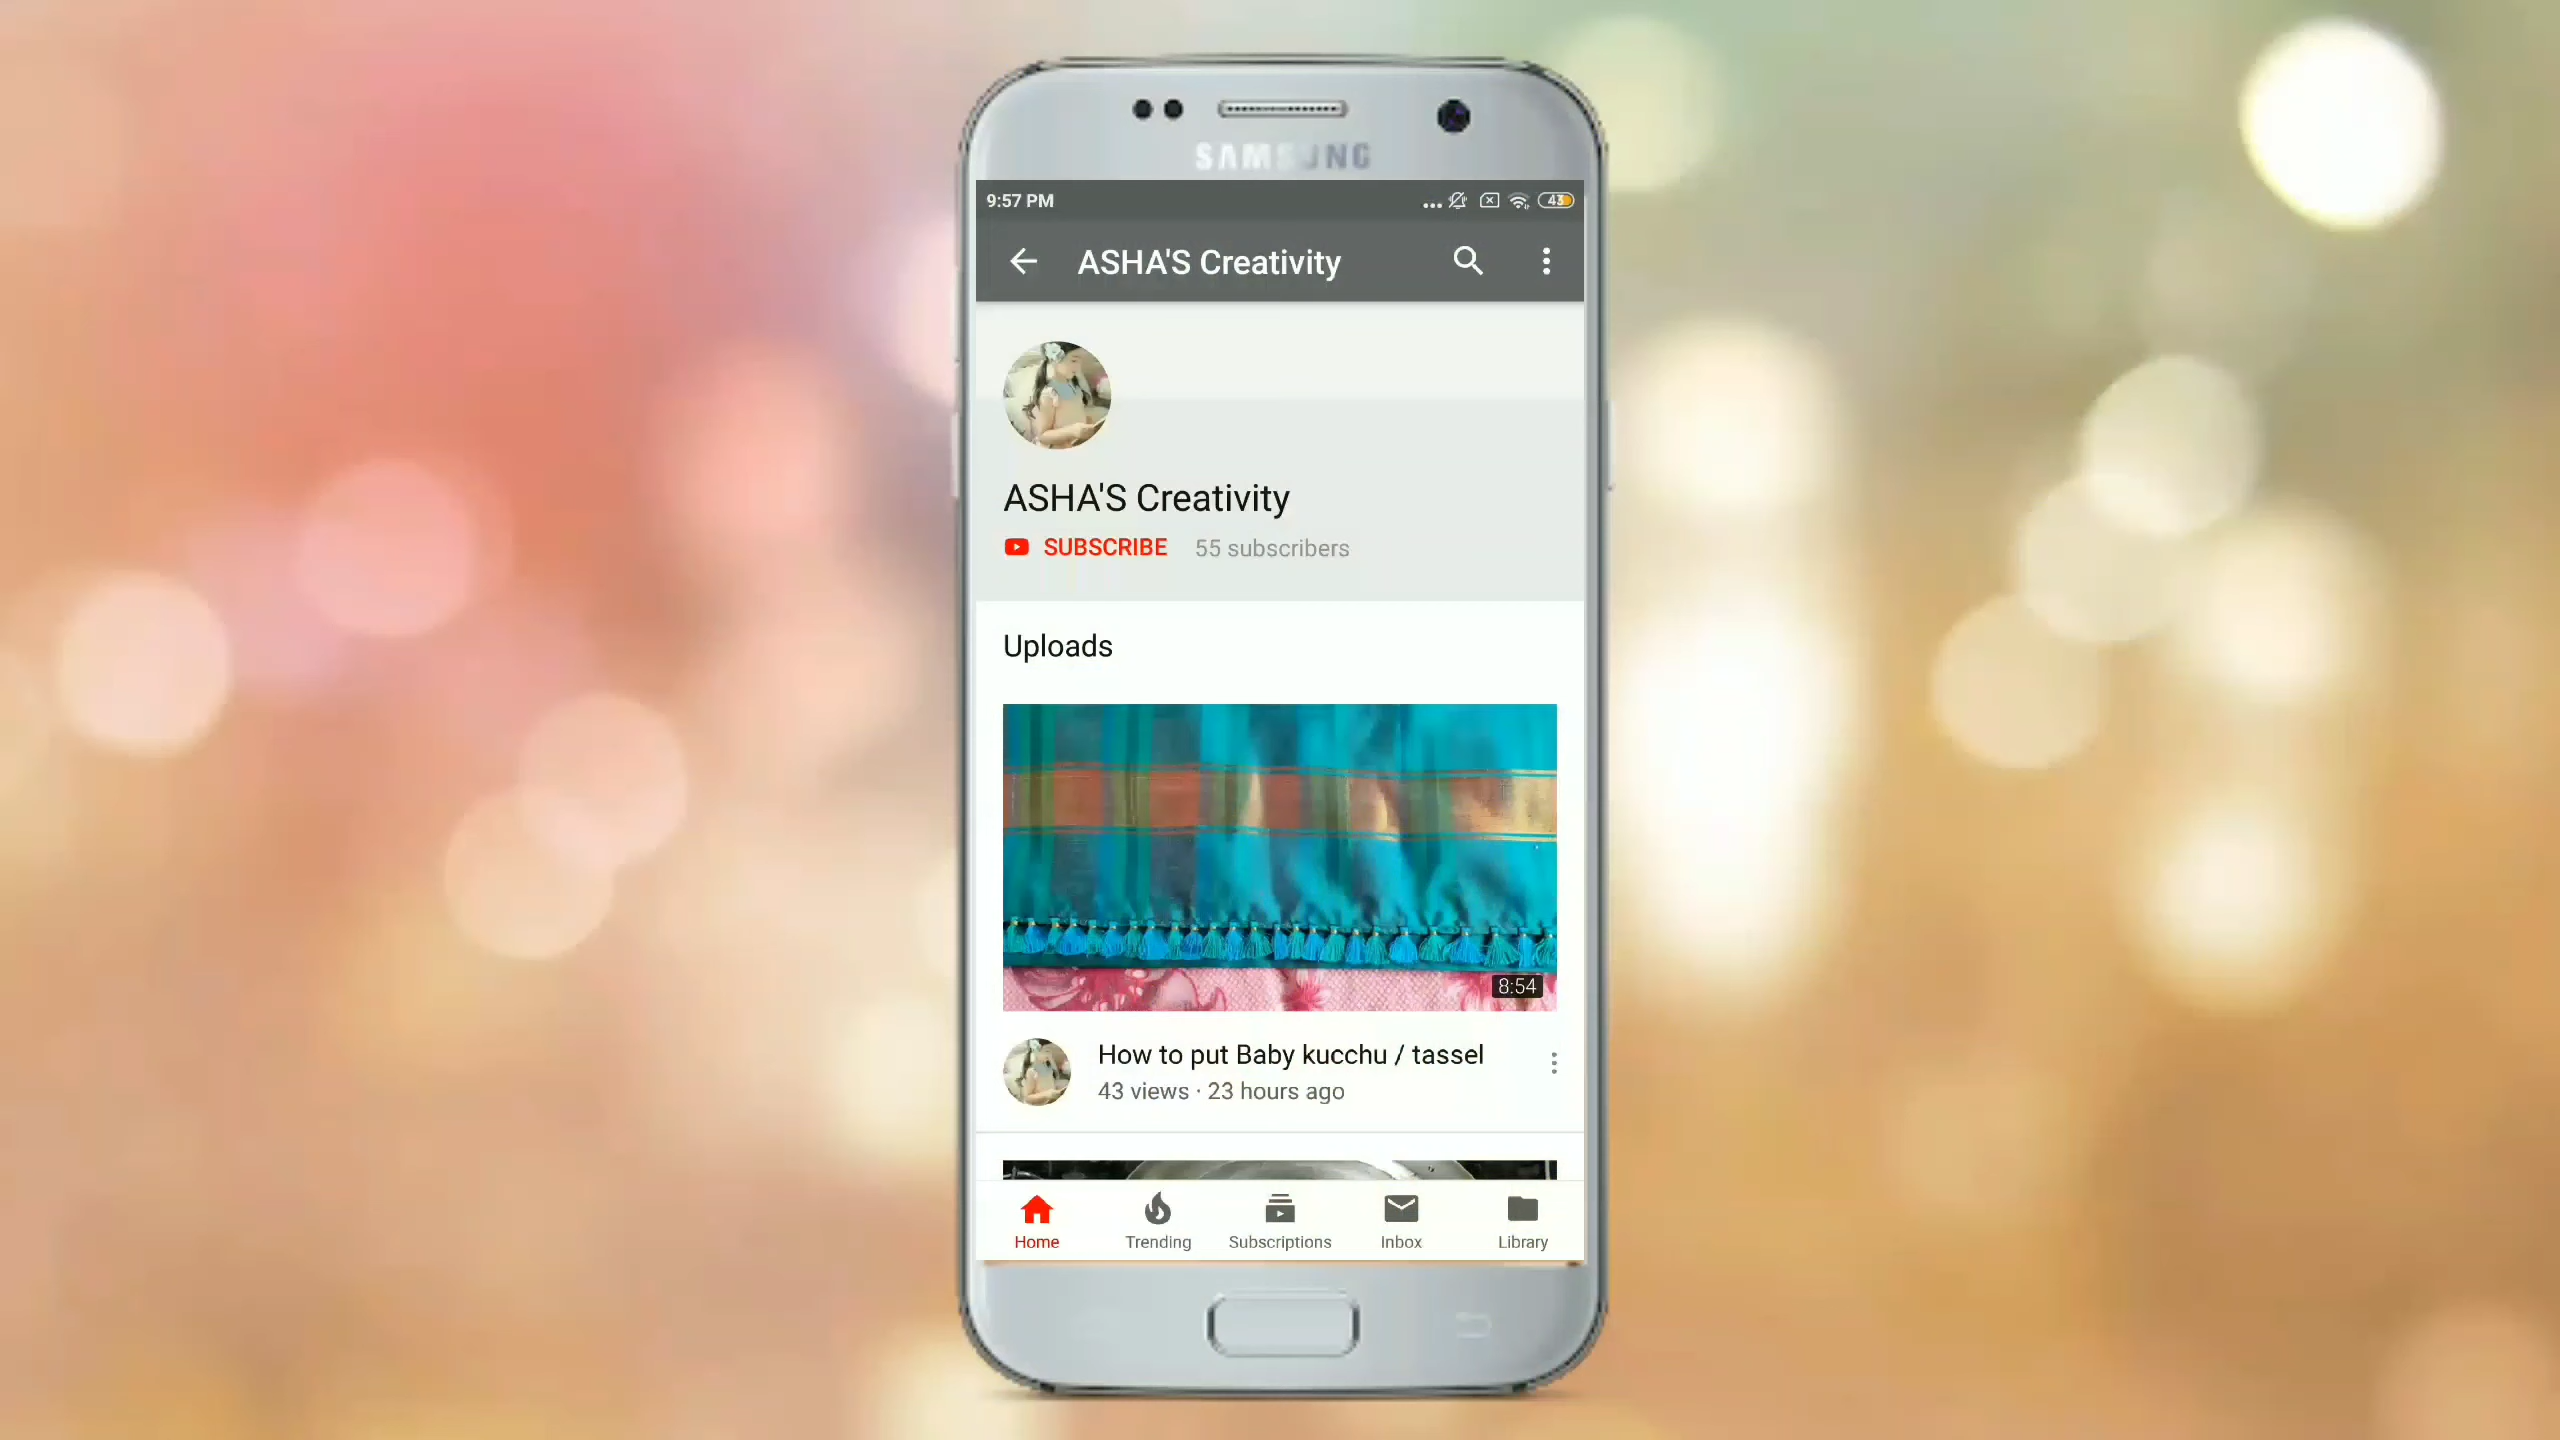 SAMSUNG
9:57 PM
43
ASHA'S Creativity
ASHA'S Creativity
SUBSCRIBE 55 subscribers
Uploads
8:54
How to put Baby kucchu / tassel
43 views · 23 hours ago
Home Trending Subscriptions Inbox Library